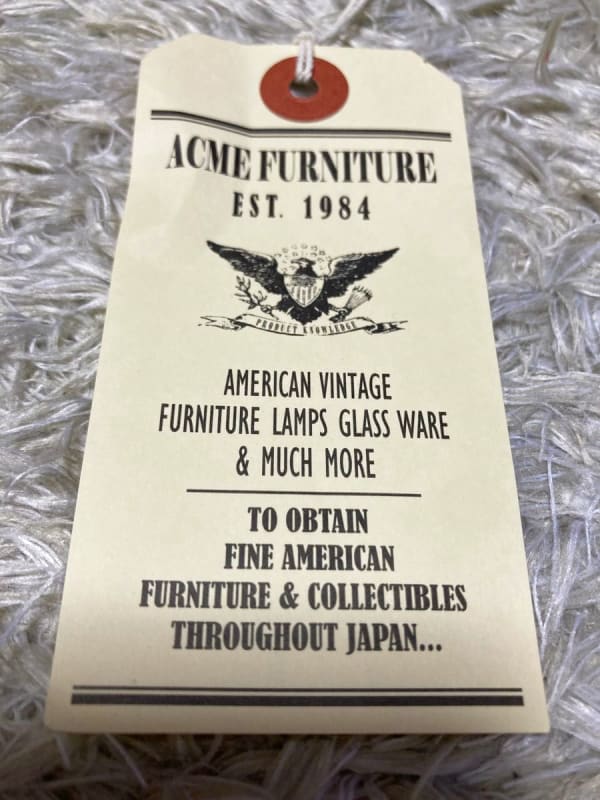 ACME FURNITURE
EST. 1984
PRODUCT KNOWLEDGE
AMERICAN VINTAGE
FURNITURE LAMPS GLASS WARE
& MUCH MORE
TO OBTAIN
FINE AMERICAN
FURNITURE & COLLECTIBLES
THROUGHOUT JAPAN...